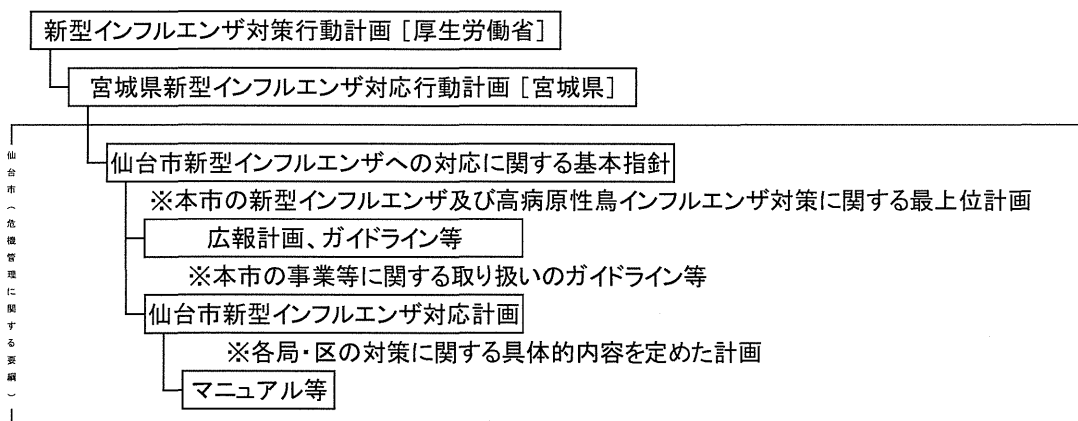 新型インフルエンザ対策行動計画［厚生労働省］
宮城県新型インフルエンザ対応行動計画［宮城県］
仙台市（危機管理に関する要綱）
仙台市新型インフルエンザへの対応に関する基本指針
※本市の新型インフルエンザ及び高病原性鳥インフルエンザ対策に関する最上位計画
広報計画、ガイドライン等
※本市の事業等に関する取り扱いのガイドライン等
仙台市新型インフルエンザ対応計画
※各局・区の対策に関する具体的内容を定めた計画
マニュアル等